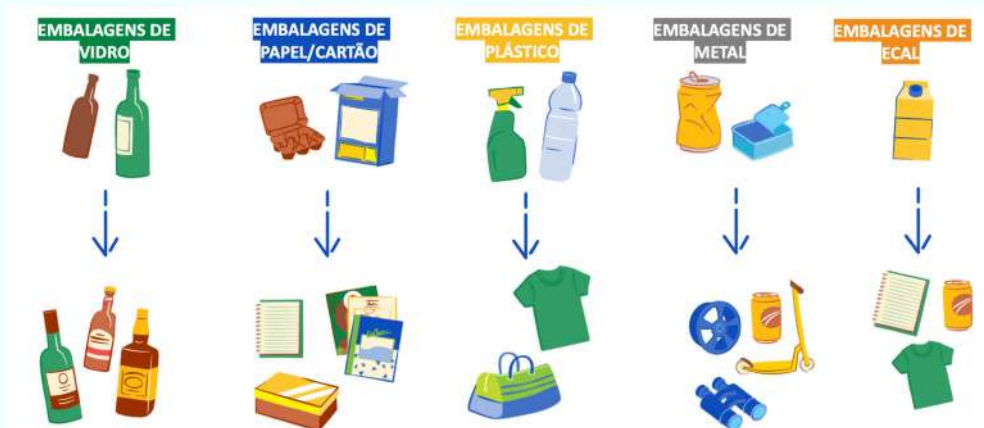 EMBALAGENS DE
VIDRO
EMBALAGENS DE
PAPEL/CARTÃO
EMBALAGENS DE
PLÁSTICO
EMBALAGENS DE
METAL
EMBALAGENS DE
ECAL